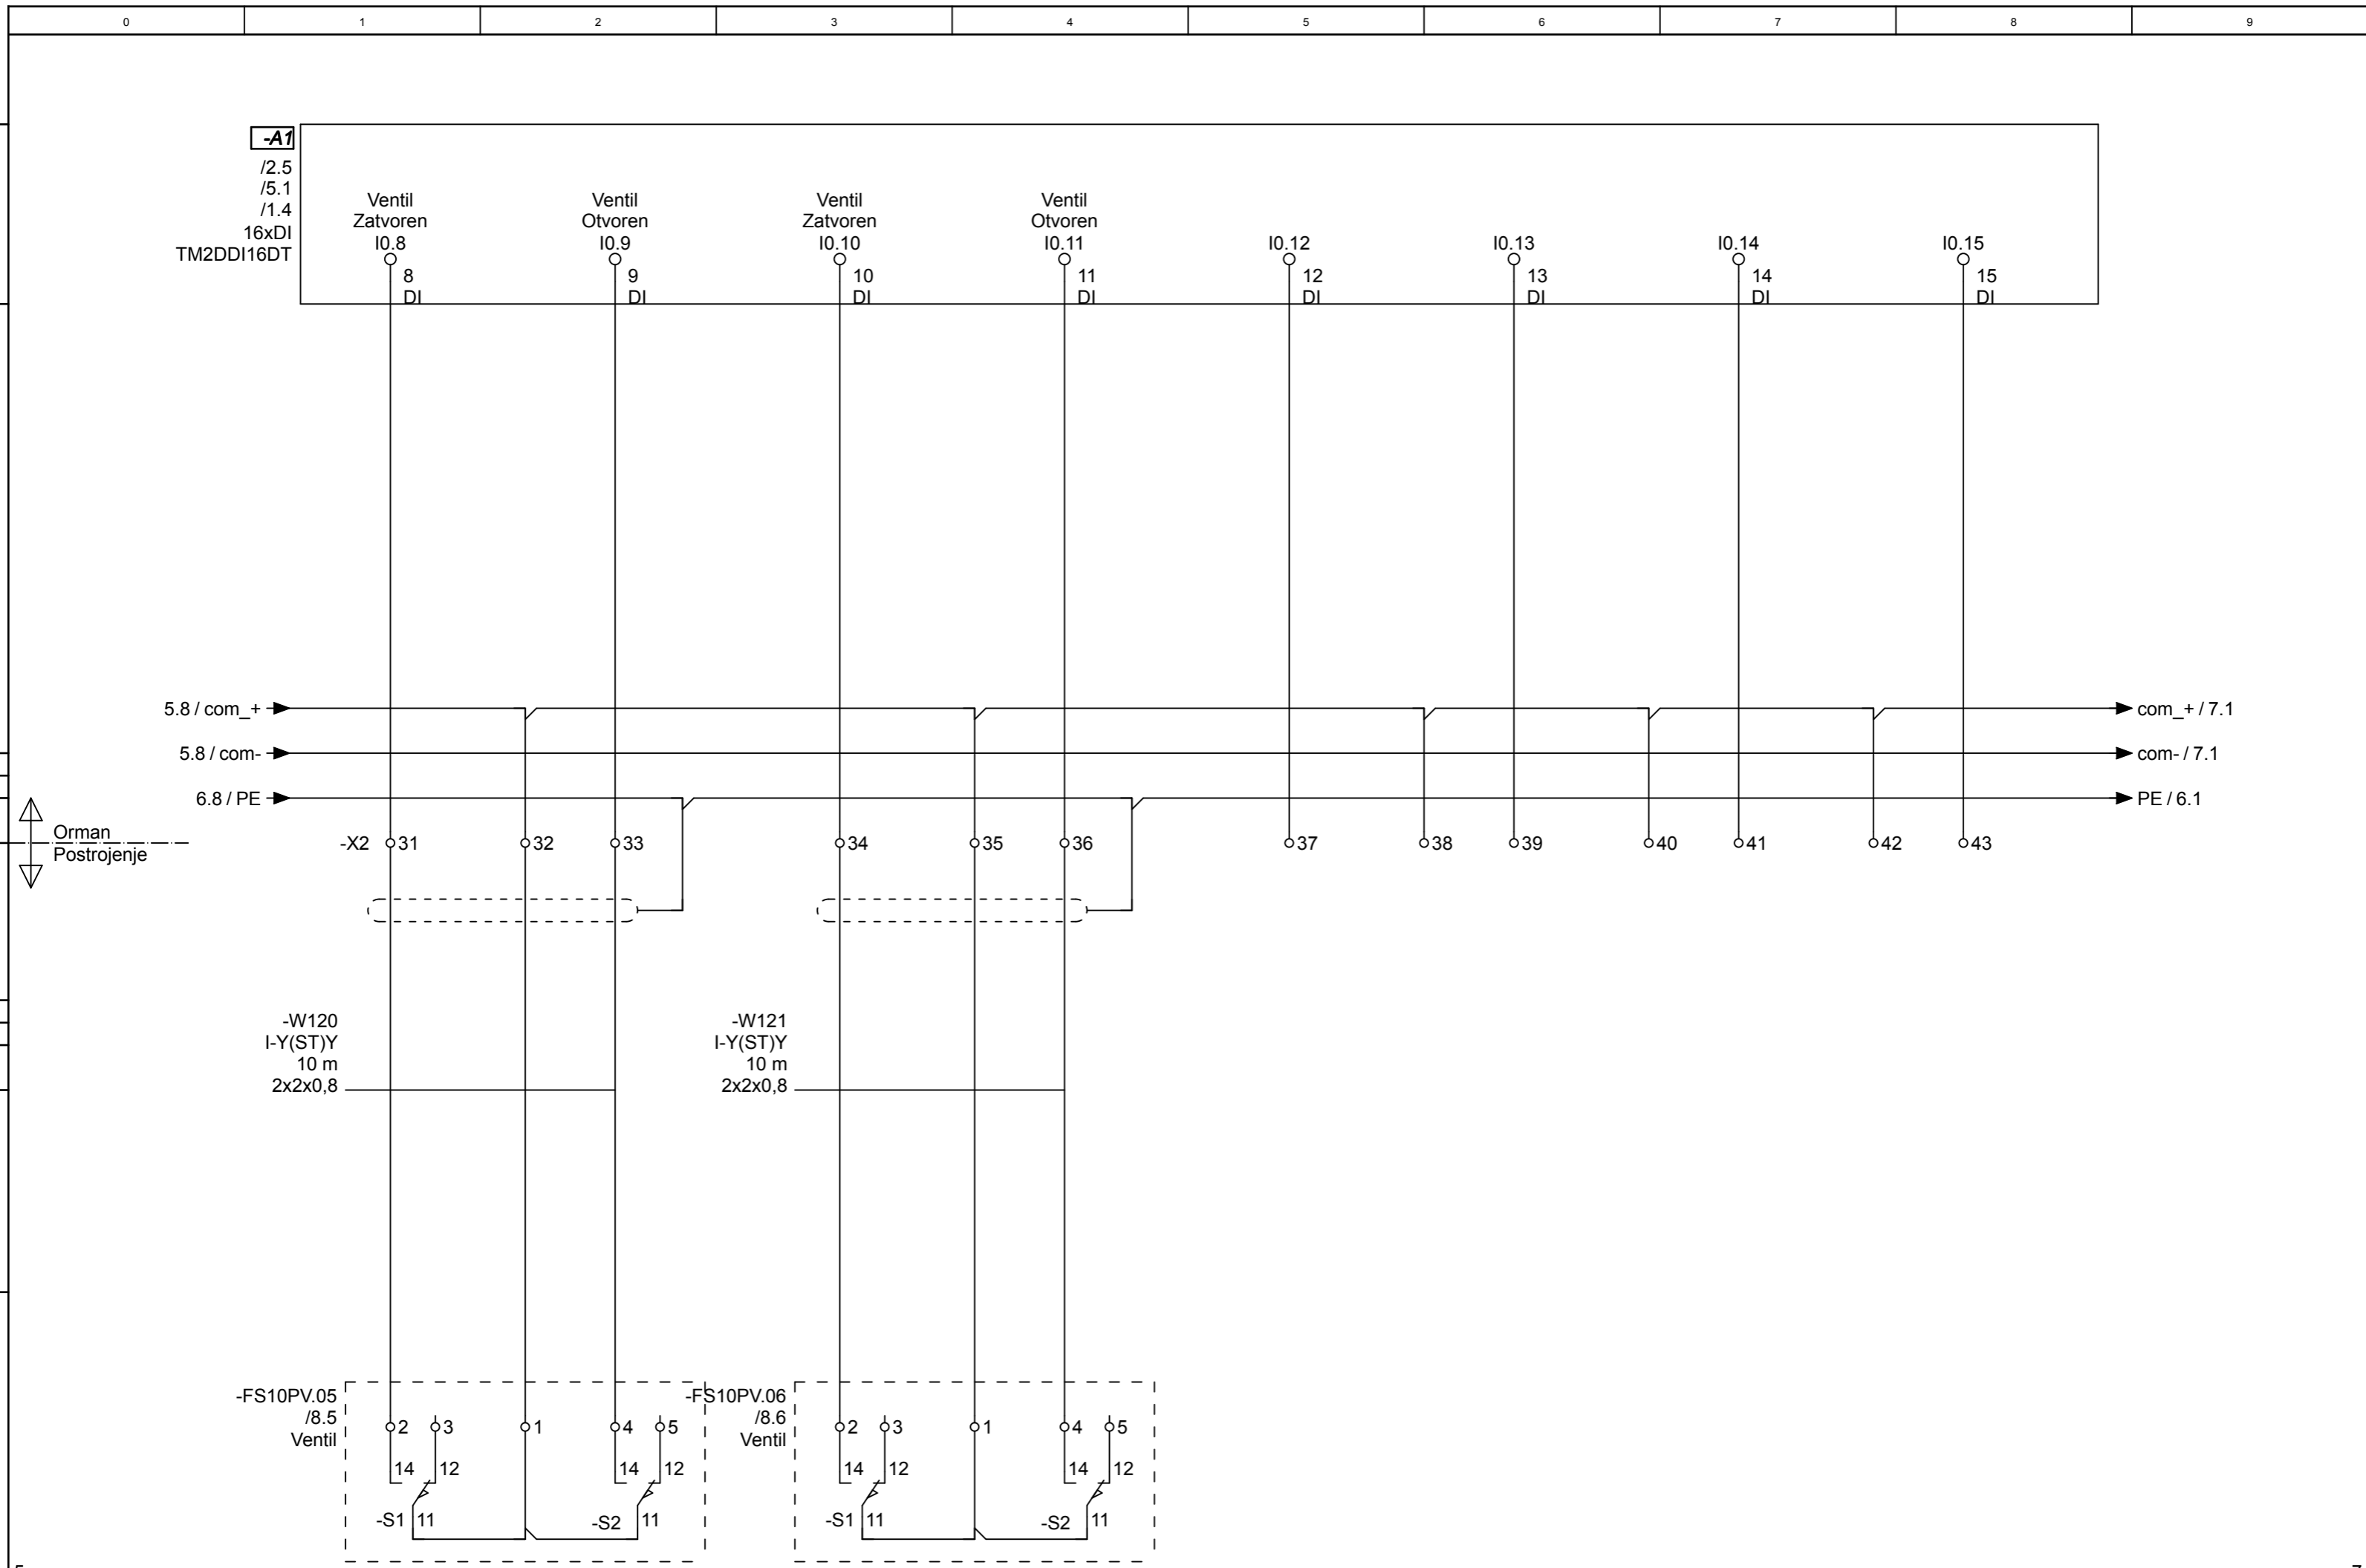 0 1 2 3 4 5 6 7 8 9
-A1
/2.5
/5.1
/1.4
16xDI
TM2DDI16DT
Ventil
Zatvoren
I0.8
8
DI
Ventil
Otvoren
I0.9
9
DI
Ventil
Zatvoren
I0.10
10
DI
Ventil
Otvoren
I0.11
11
DI
I0.12
12
DI
I0.13
13
DI
I0.14
14
DI
I0.15
15
DI
5.8 / com_+
com_+ / 7.1
5.8 / com-
com- / 7.1
6.8 / PE
PE / 6.1
Orman
Postrojenje
-X2 31 32 33 34 35 36 37 38 39 40 41 42 43
-W120
I-Y(ST)Y
10 m
2x2x0,8
-W121
I-Y(ST)Y
10 m
2x2x0,8
-FS10PV.05
/8.5
Ventil
2 3 1 4 5
14 12 14 12
-S1 11 -S2 11
-FS10PV.06
/8.6
Ventil
2 3 1 4 5
14 12 14 12
-S1 11 -S2 11